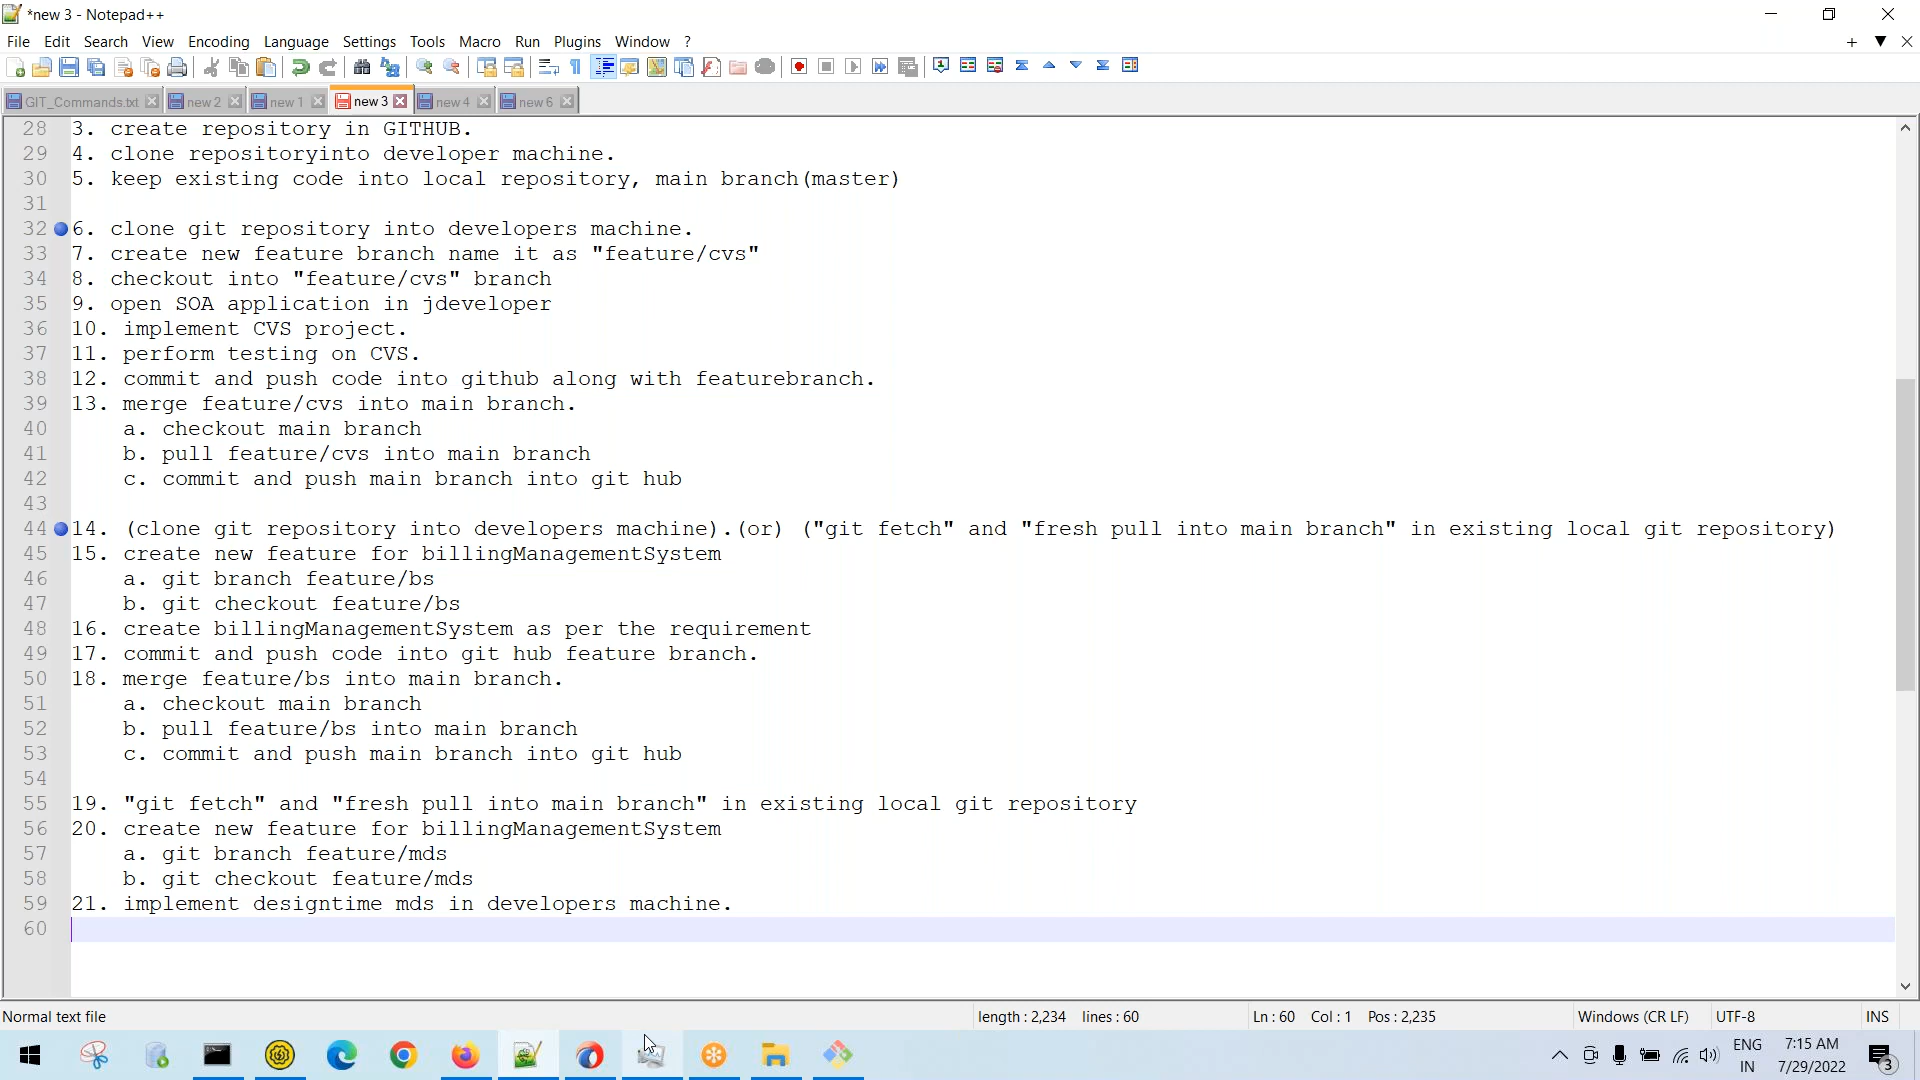 *new 3 - Notepad++
File Edit Search View Encoding Language Settings Tools Macro Run Plugins Window ?
GIT_Commands.txt new 2 new 1 new 3 new 4 new 6
28 3. create repository in GITHUB.
29 4. clone repositoryinto developer machine.
30 5. keep existing code into local repository, main branch(master)
31
32 6. clone git repository into developers machine.
33 7. create new feature branch name it as "feature/cvs"
34 8. checkout into "feature/cvs" branch
35 9. open SOA application in jdeveloper
36 10. implement CVS project.
37 11. perform testing on CVS.
38 12. commit and push code into github along with featurebranch.
39 13. merge feature/cvs into main branch.
40 a. checkout main branch
41 b. pull feature/cvs into main branch
42 c. commit and push main branch into git hub
43
44 14. (clone git repository into developers machine).(or) ("git fetch" and "fresh pull into main branch" in existing local git repository)
45 15. create new feature for billingManagementSystem
46 a. git branch feature/bs
47 b. git checkout feature/bs
48 16. create billingManagementSystem as per the requirement
49 17. commit and push code into git hub feature branch.
50 18. merge feature/bs into main branch.
51 a. checkout main branch
52 b. pull feature/bs into main branch
53 c. commit and push main branch into git hub
54
55 19. "git fetch" and "fresh pull into main branch" in existing local git repository
56 20. create new feature for billingManagementSystem
57 a. git branch feature/mds
58 b. git checkout feature/mds
59 21. implement designtime mds in developers machine.
60
Normal text file length : 2,234 lines : 60 Ln : 60 Col : 1 Pos : 2,235 Windows (CR LF) UTF-8 INS
ENG 7:15 AM
IN 7/29/2022 3